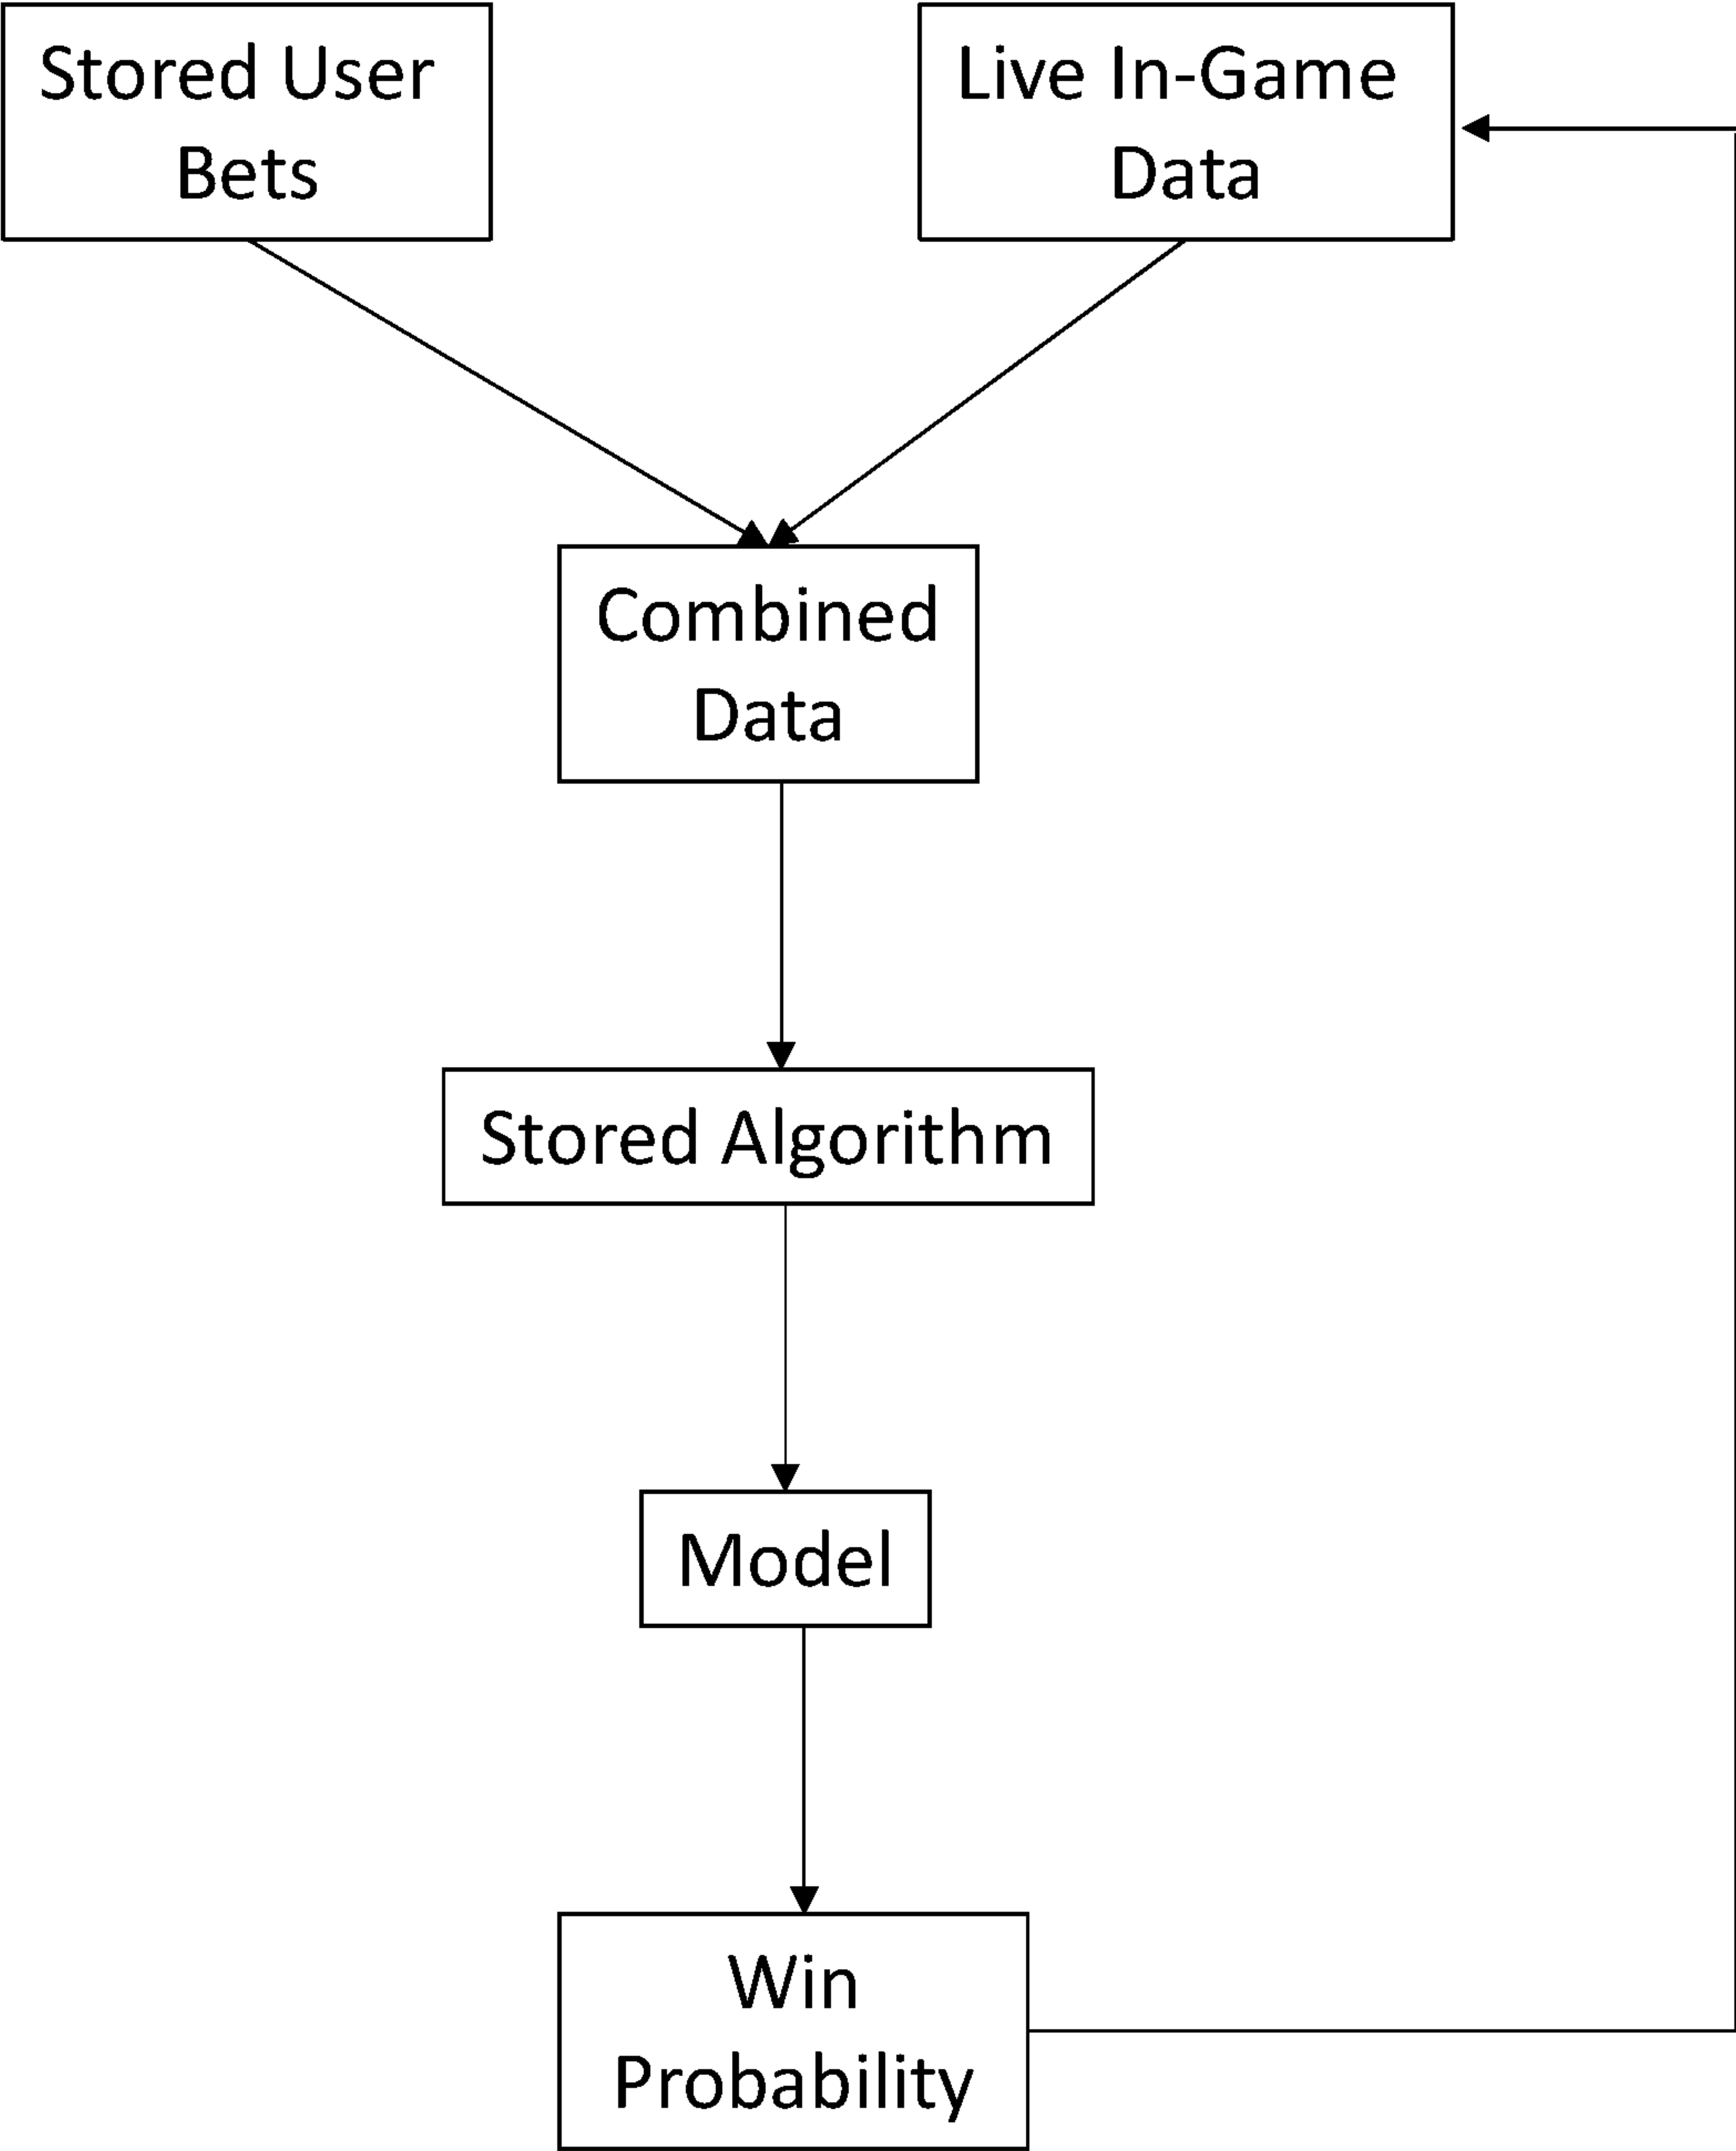 Stored User
Bets
Live In-Game
Data
Combined
Data
Stored Algorithm
Model
Win
Probability